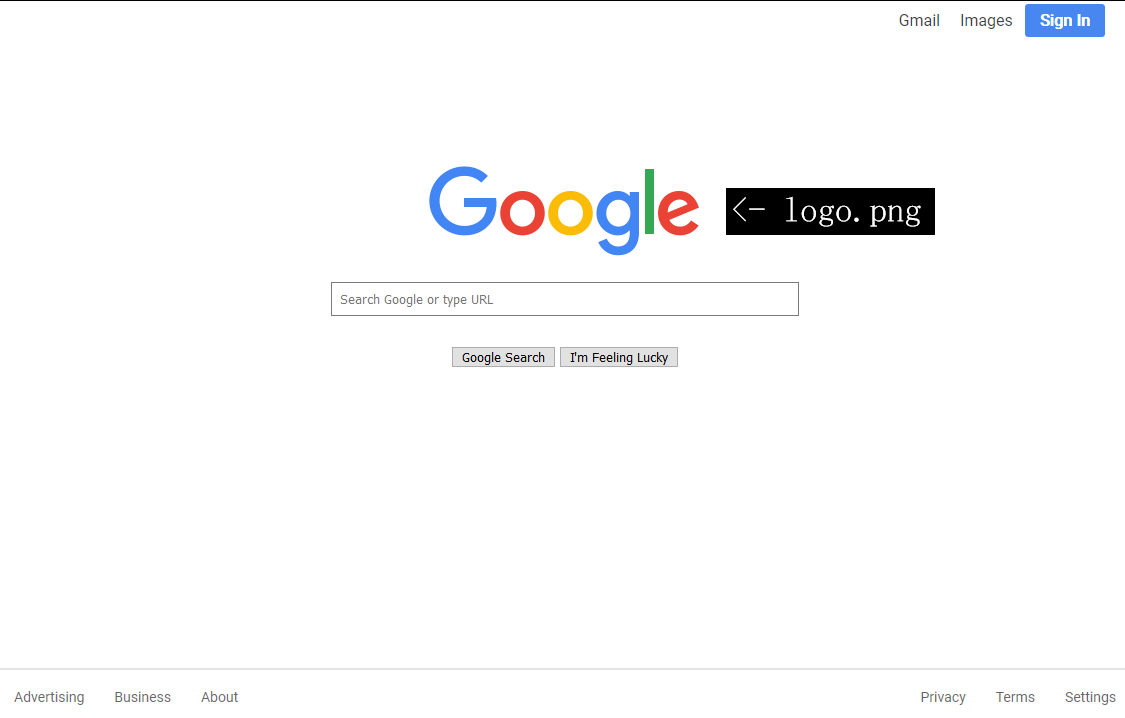 Gmail Images Sign In
Google <- logo.png
Search Google or type URL
Google Search I'm Feeling Lucky
Advertising Business About Privacy Terms Settings